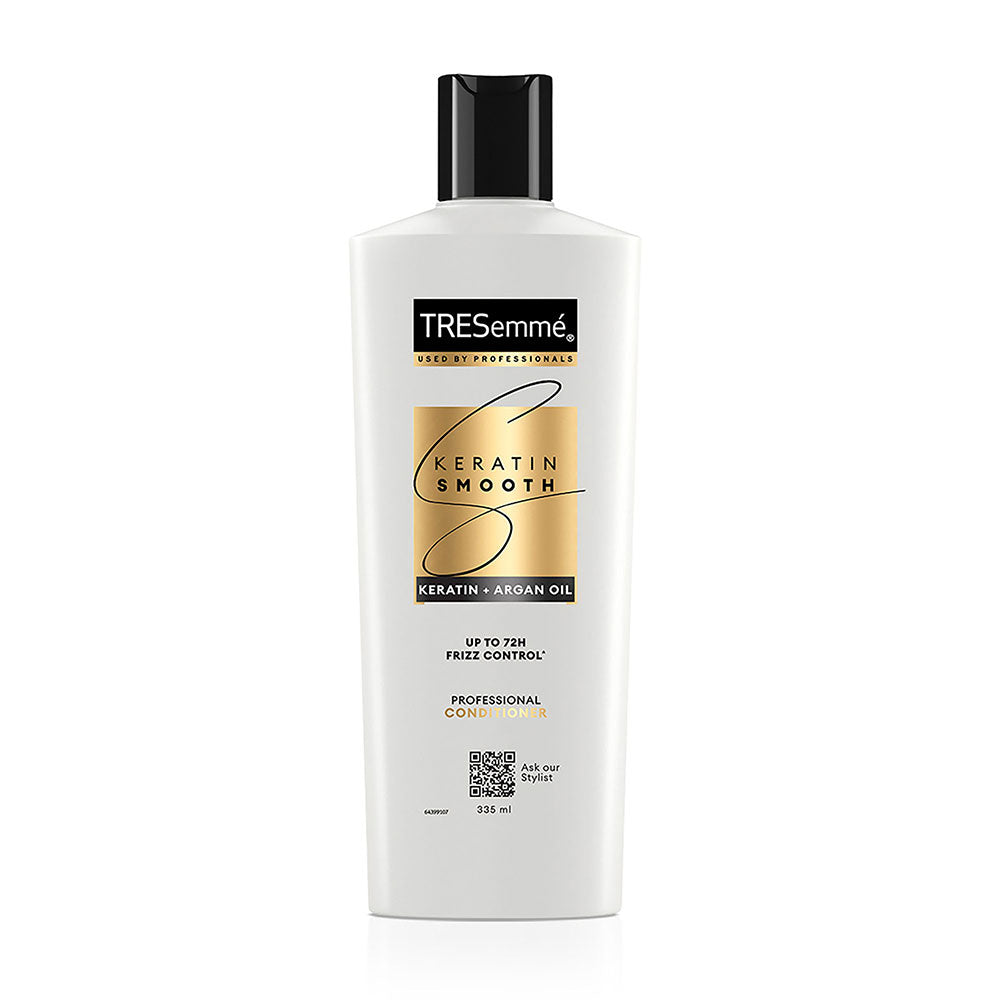 TRESemmé®
USED BY PROFESSIONALS
KERATIN
SMOOTH
KERATIN + ARGAN OIL
UP TO 72H
FRIZZ CONTROL^
PROFESSIONAL
CONDITIONER
Ask our
Stylist
335 ml
64399107